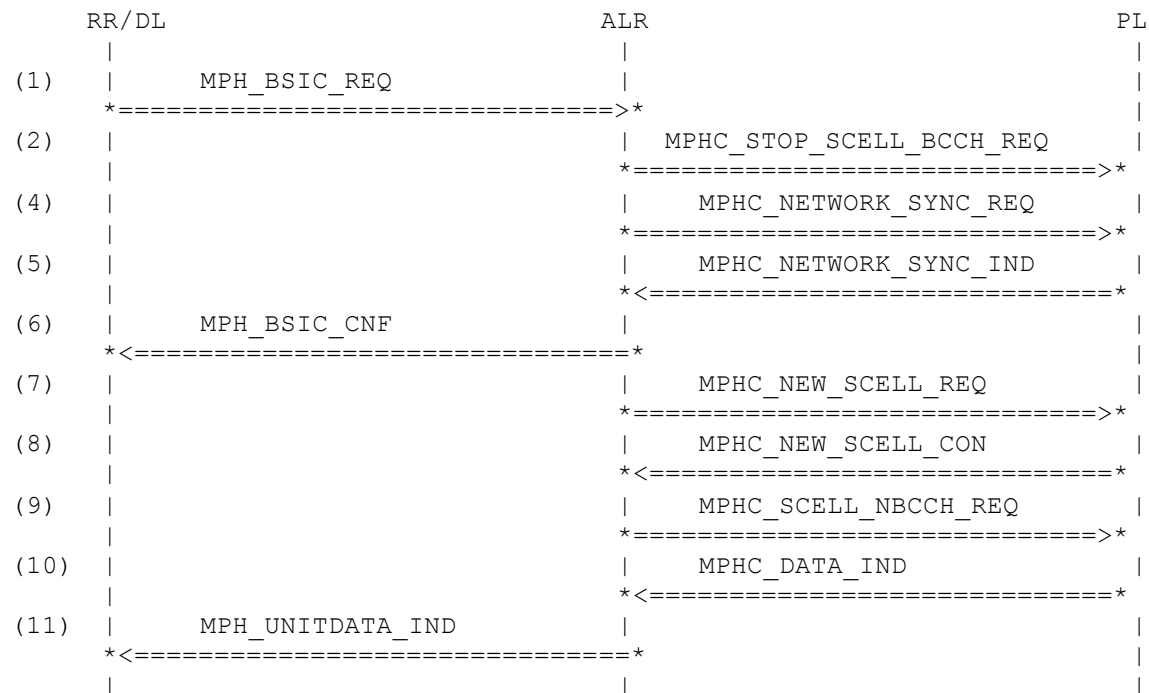 RR/DL ALR PL
(1) MPH_BSIC_REQ
(2) MPHC_STOP_SCELL_BCCH_REQ
(4) MPHC_NETWORK_SYNC_REQ
(5) MPHC_NETWORK_SYNC_IND
(6) MPH_BSIC_CNF
(7) MPHC_NEW_SCELL_REQ
(8) MPHC_NEW_SCELL_CON
(9) MPHC_SCELL_NBCCH_REQ
(10) MPHC_DATA_IND
(11) MPH_UNITDATA_IND